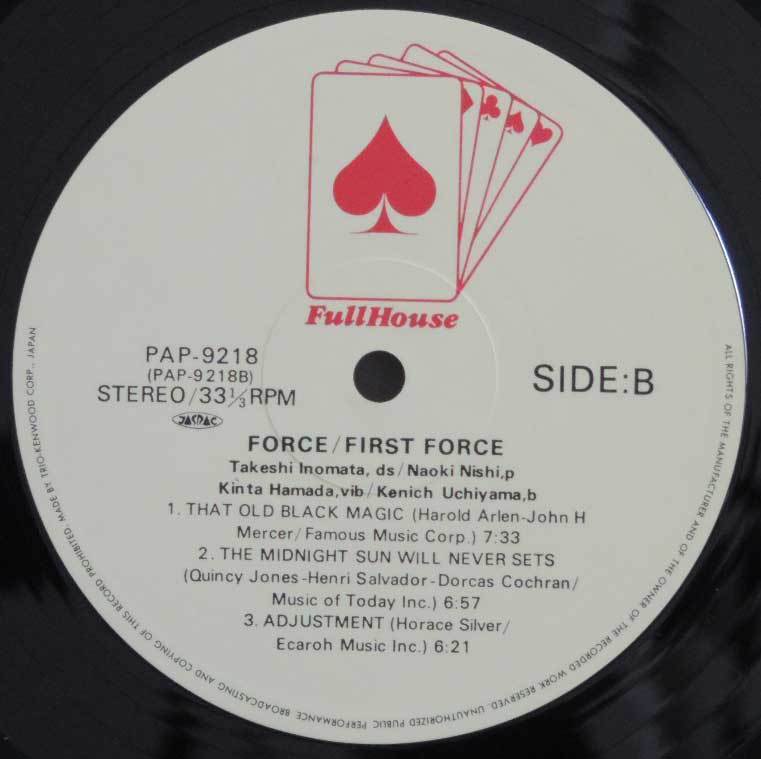 FullHouse
PAP-9218
(PAP-9218B)
STEREO/33 1/3 RPM
JASRAC
SIDE:B
FORCE/FIRST FORCE
Takeshi Inomata, ds/Naoki Nishi,p
Kinta Hamada,vib/Kenich Uchiyama,b
1. THAT OLD BLACK MAGIC (Harold Arlen-John H
Mercer/Famous Music Corp.) 7:33
2. THE MIDNIGHT SUN WILL NEVER SETS
(Quincy Jones-Henri Salvador-Dorcas Cochran/
Music of Today Inc.) 6:57
3. ADJUSTMENT (Horace Silver/
Ecaroh Music Inc.) 6:21
ALL RIGHTS OF THE MANUFACTURER AND OF THE OWNER OF THE RECORDED WORK RESERVED. UNAUTHORIZED PUBLIC PERFORMANCE BROADCASTING AND COPYING OF THIS RECORD PROHIBITED. MADE BY TRIO-KENWOOD CORP., JAPAN